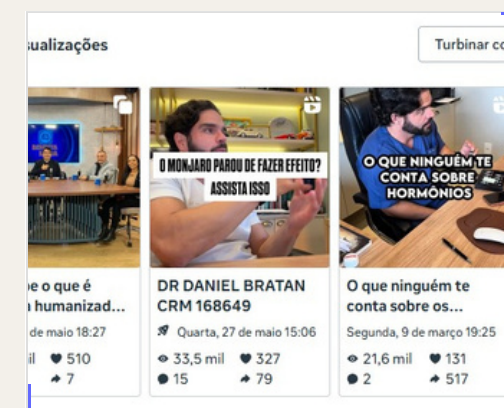 ualizações
Turbinar co
O MONJARO PAROU DE FAZER EFEITO?
ASSISTA ISSO
O QUE NINGUÉM TE
CONTA SOBRE
HORMÔNIOS
e o que é
humanizad...
de maio 18:27
il 510
7
DR DANIEL BRATAN
CRM 168649
Quarta, 27 de maio 15:06
33,5 mil 327
15 79
O que ninguém te
conta sobre os...
Segunda, 9 de março 19:25
21,6 mil 131
2 517